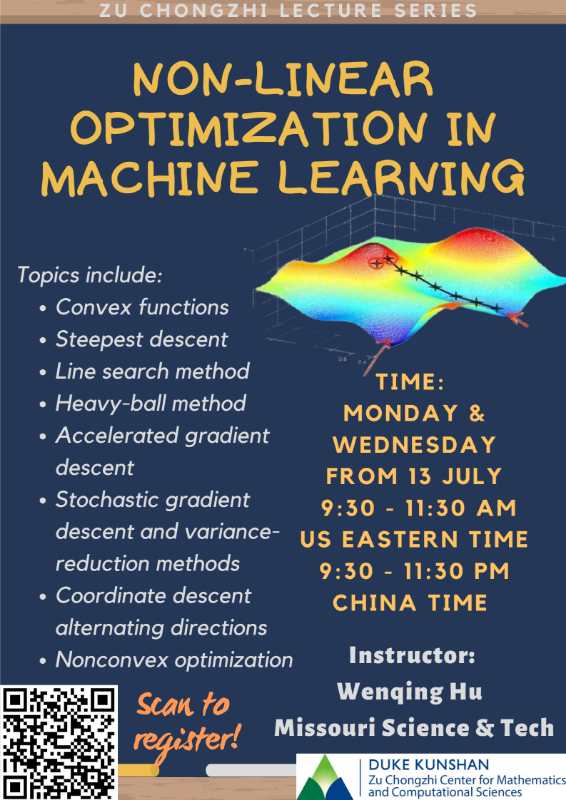 ZU CHONGZHI LECTURE SERIES
NON-LINEAR
OPTIMIZATION IN
MACHINE LEARNING
Topics include:
• Convex functions
• Steepest descent
• Line search method
• Heavy-ball method
• Accelerated gradient
descent
• Stochastic gradient
descent and variance-
reduction methods
• Coordinate descent
alternating directions
• Nonconvex optimization
TIME:
MONDAY &
WEDNESDAY
FROM 13 JULY
9:30 - 11:30 AM
US EASTERN TIME
9:30 - 11:30 PM
CHINA TIME
Instructor:
Wenqing Hu
Missouri Science & Tech
Scan to
register!
DUKE KUNSHAN
Zu Chongzhi Center for Mathematics
and Computational Sciences